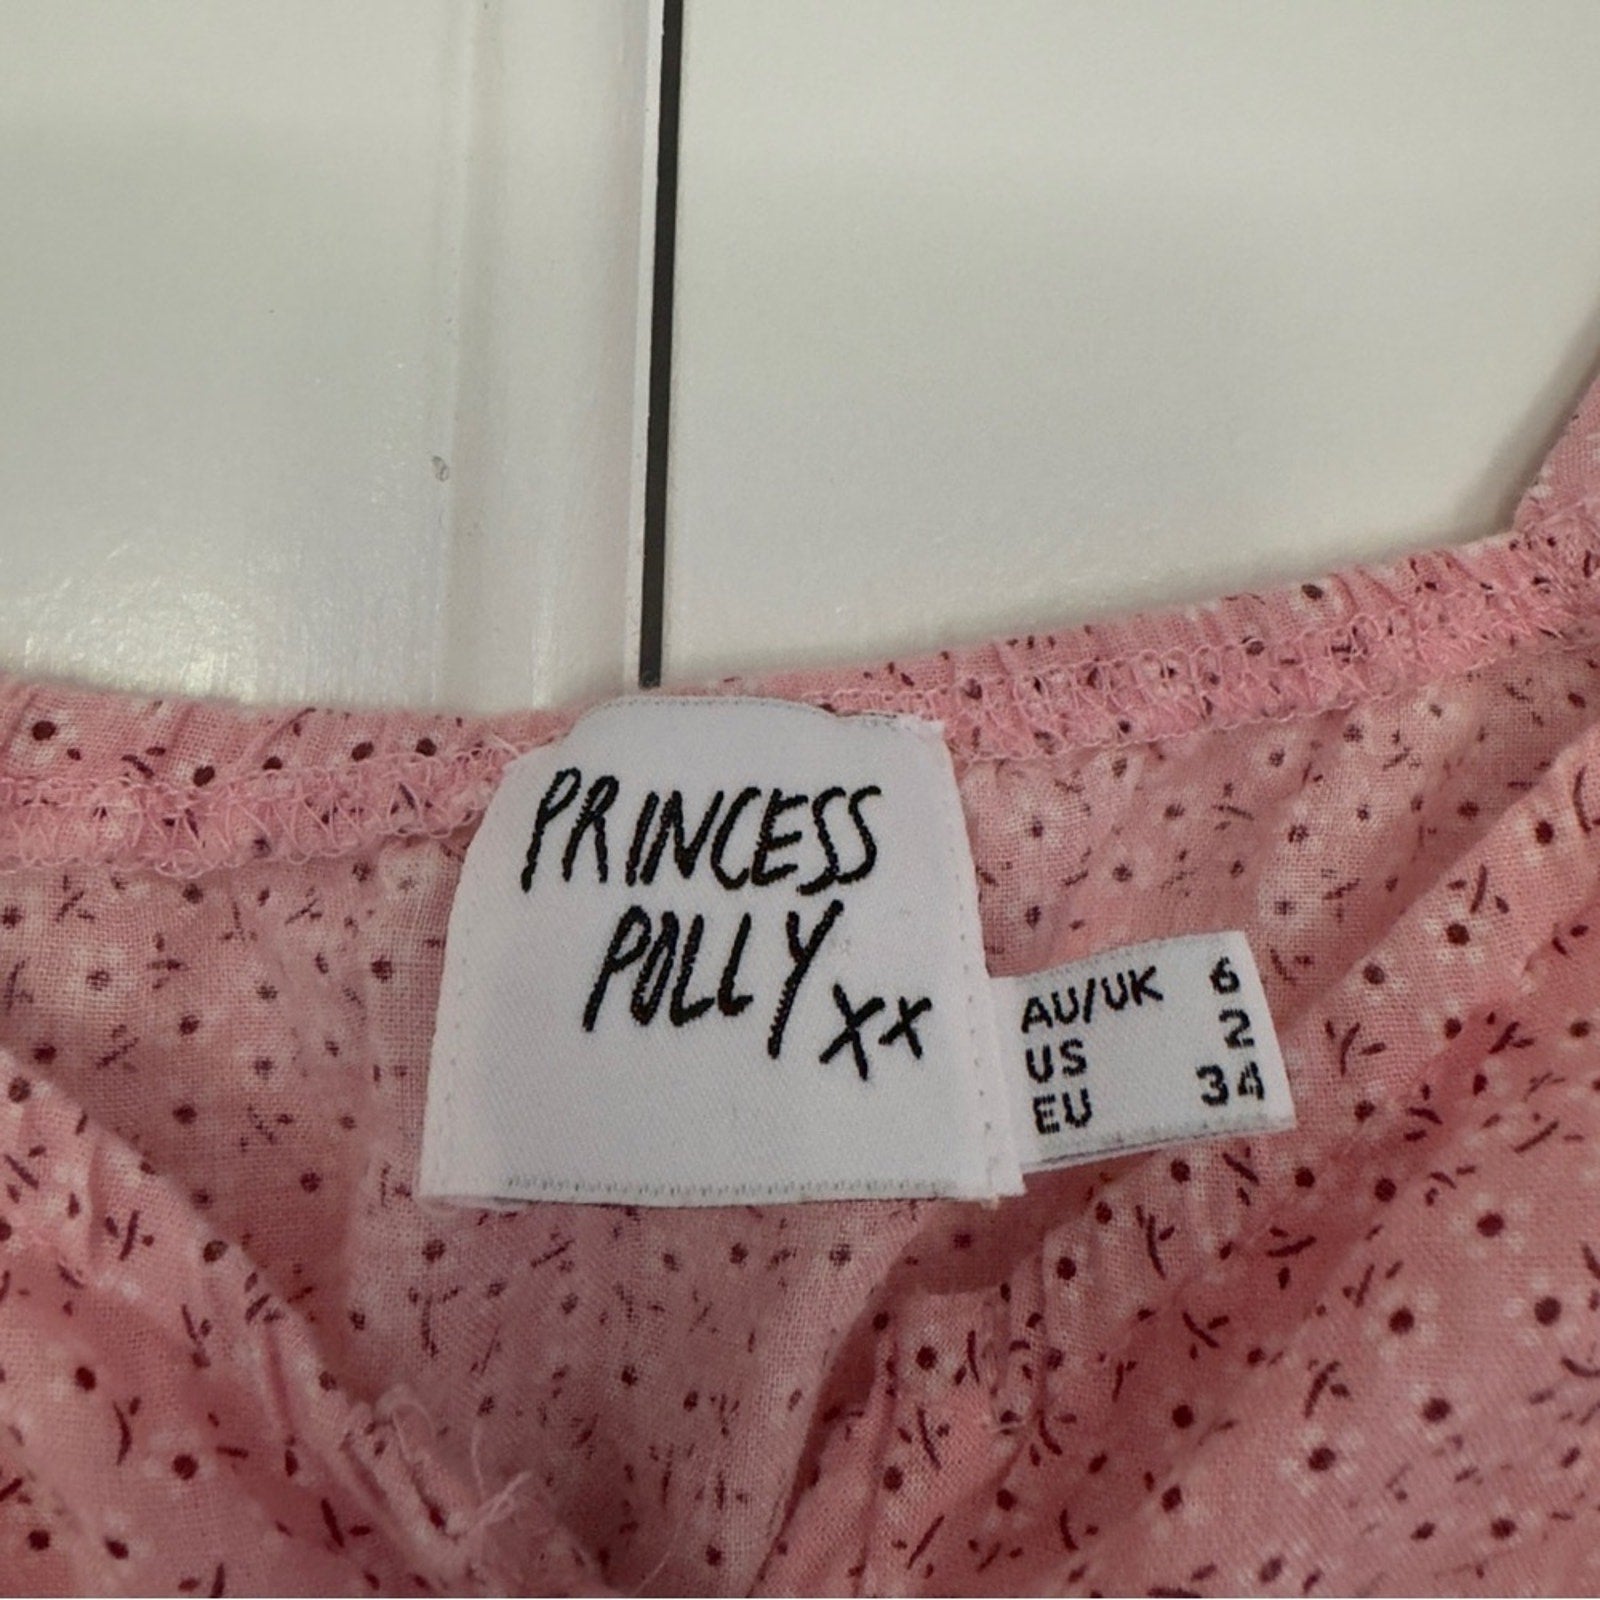 PRINCESS
POLLY xx
AU/UK 6
US 2
EU 34